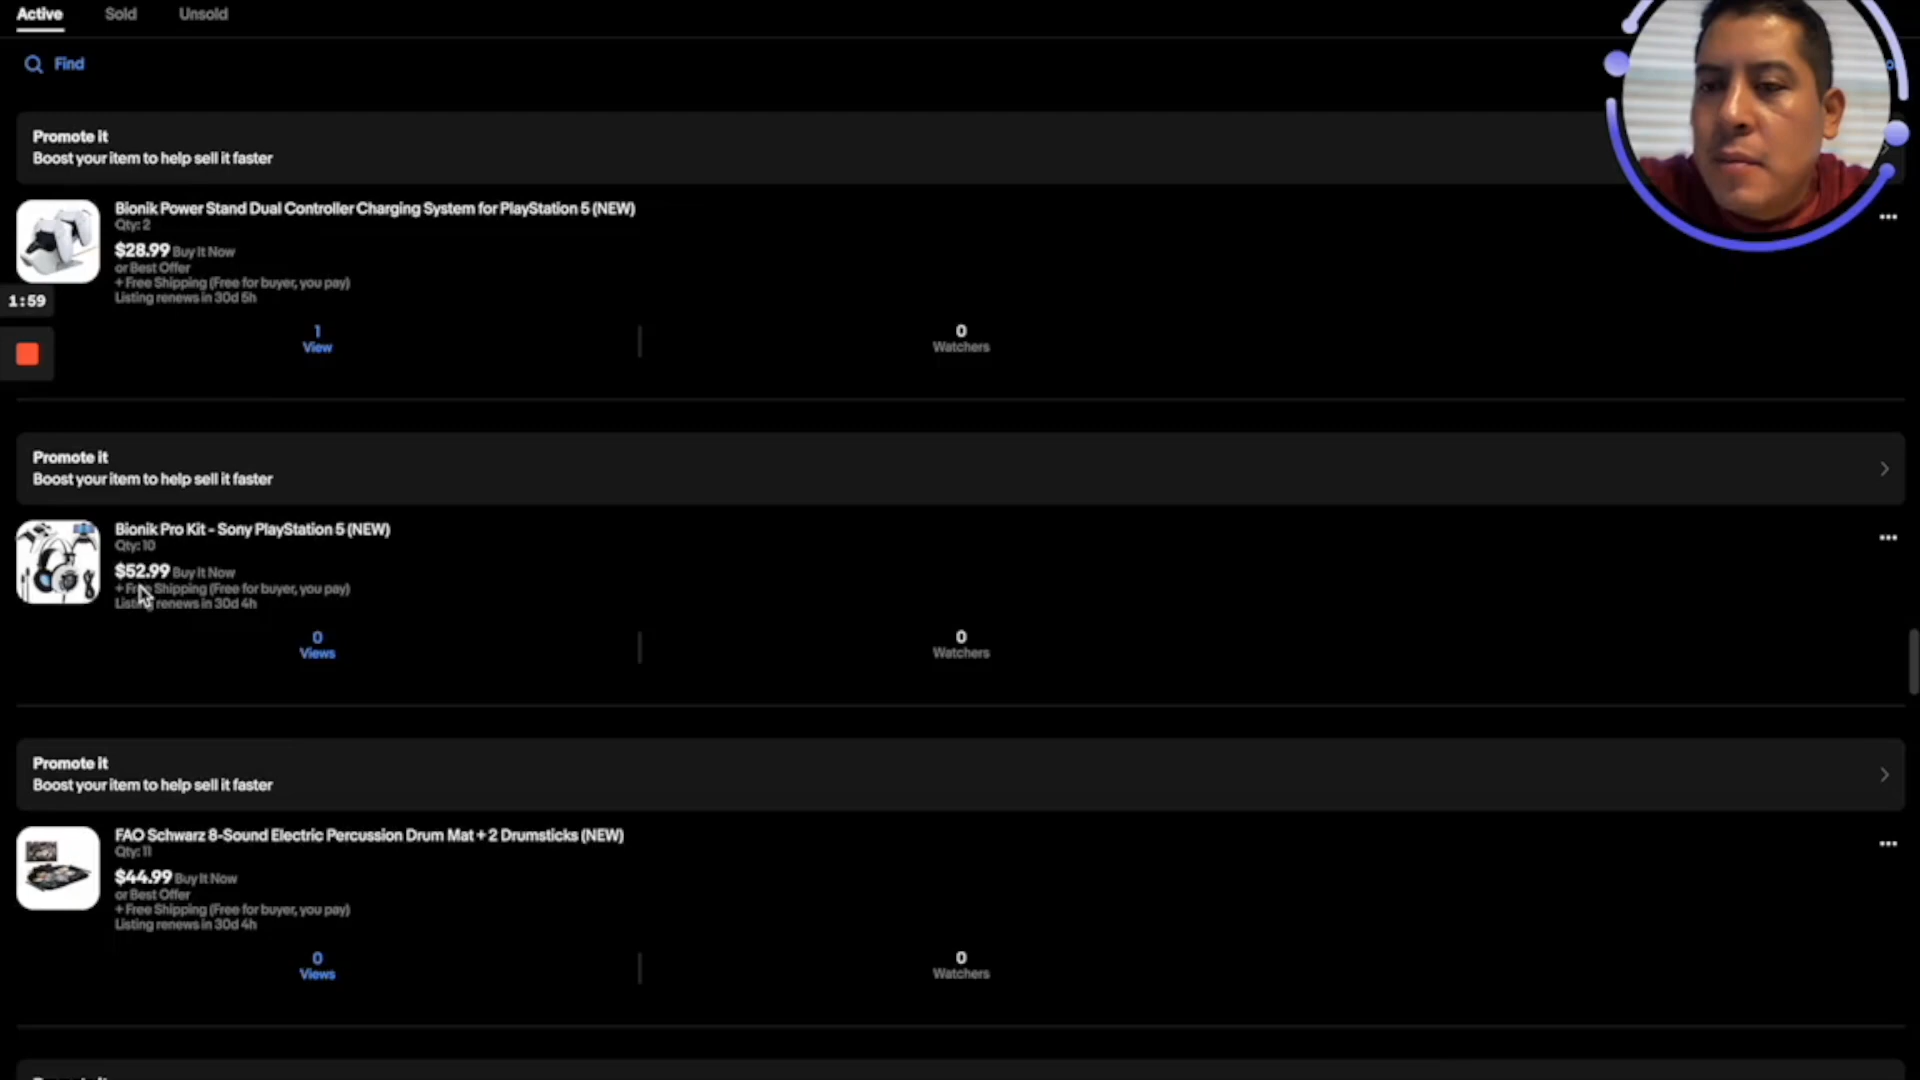 Active Sold Unsold
Find
Promote it
Boost your item to help sell it faster
Bionik Power Stand Dual Controller Charging System for PlayStation 5 (NEW)
Qty: 2
$28.99 Buy It Now
or Best Offer
+ Free Shipping (Free for buyer, you pay)
Listing renews in 30d 5h
1:59
1 0
View Watchers
Promote it
Boost your item to help sell it faster
Bionik Pro Kit - Sony PlayStation 5 (NEW)
Qty: 10
$52.99 Buy It Now
+ Free Shipping (Free for buyer, you pay)
Listing renews in 30d 4h
0 0
Views Watchers
Promote it
Boost your item to help sell it faster
FAO Schwarz 8-Sound Electric Percussion Drum Mat + 2 Drumsticks (NEW)
Qty: 11
$44.99 Buy It Now
or Best Offer
+ Free Shipping (Free for buyer, you pay)
Listing renews in 30d 4h
0 0
Views Watchers